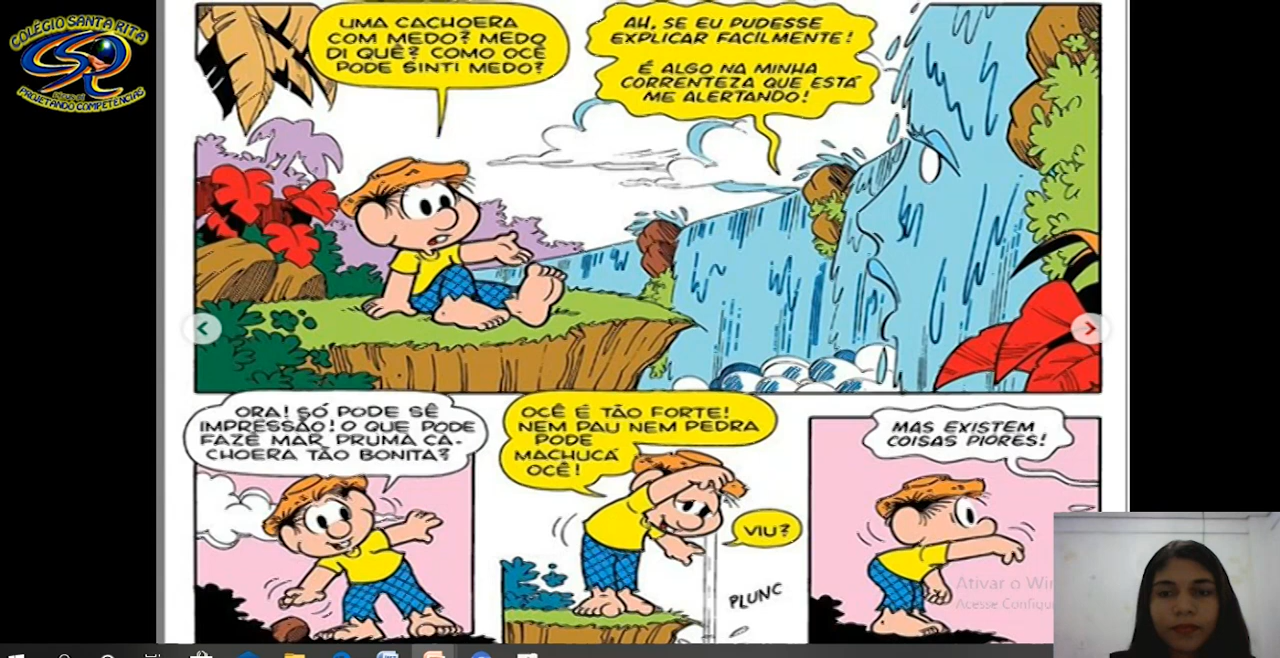 COLÉGIO SANTA RITA
PROJETANDO COMPETÊNCIAS
UMA CACHOERA
COM MEDO? MEDO
DI QUÊ? COMO OCÊ
PODE SINTI MEDO?
AH, SE EU PUDESSE
EXPLICAR FACILMENTE!
É ALGO NA MINHA
CORRENTEZA QUE ESTÁ
ME ALERTANDO!
ORA! SÓ PODE SÊ
IMPRESSÃO! O QUE PODE
FAZÊ MAR PRUMA CA-
CHOERA TÃO BONITA?
OCÊ É TÃO FORTE!
NEM PAU NEM PEDRA
PODE
MACHUCÁ
OCÊ!
VIU?
PLUNC
MAS EXISTEM
COISAS PIORES!
Ativar o Wi
Acesse Configu